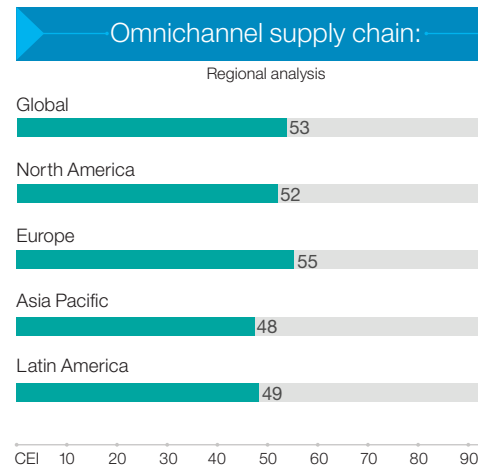 Omnichannel supply chain:
Regional analysis
Global
53
North America
52
Europe
55
Asia Pacific
48
Latin America
49
CEI 10 20 30 40 50 60 70 80 90